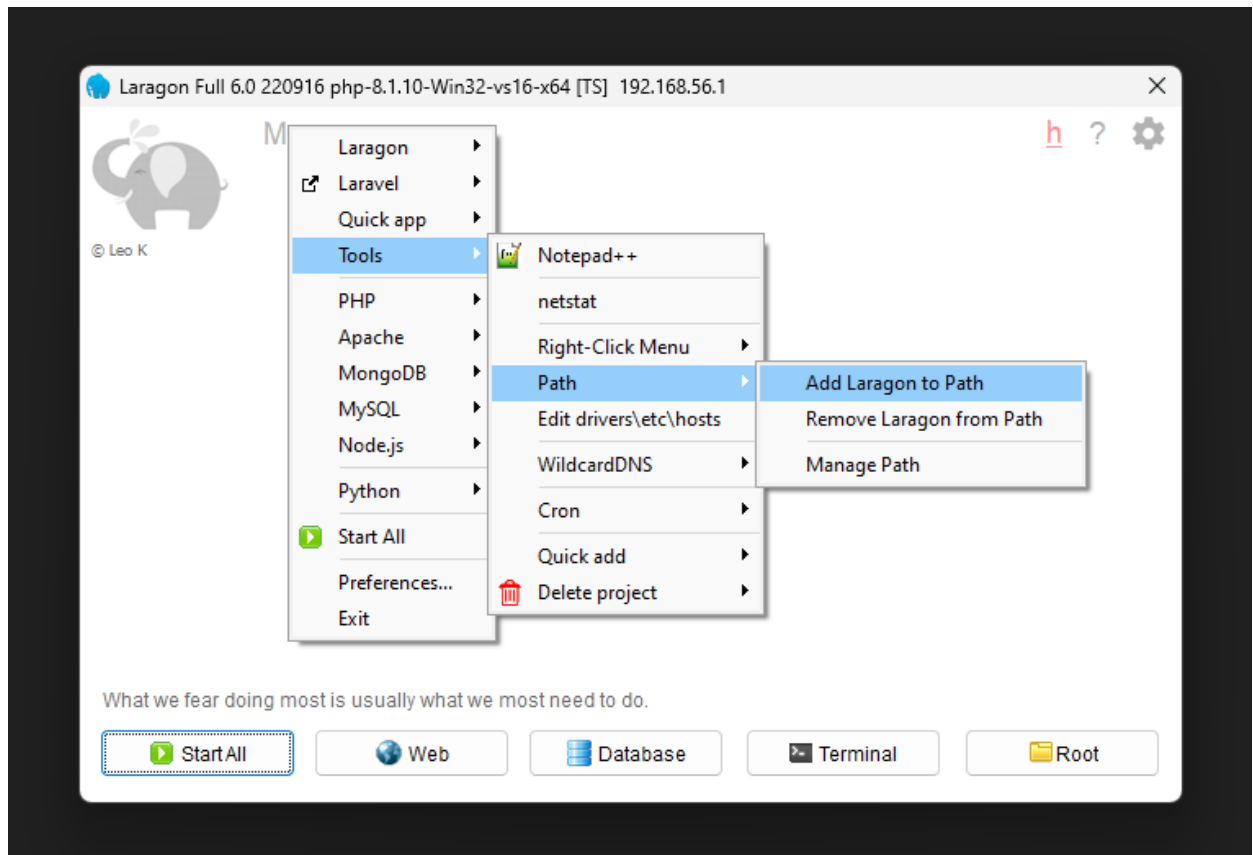 Laragon Full 6.0 220916 php-8.1.10-Win32-vs16-x64 [TS] 192.168.56.1
M
h ?
© Leo K
Laragon
Laravel
Quick app
Tools
PHP
Apache
MongoDB
MySQL
Node.js
Python
Start All
Preferences...
Exit
Notepad++
netstat
Right-Click Menu
Path
Edit drivers\etc\hosts
WildcardDNS
Cron
Quick add
Delete project
Add Laragon to Path
Remove Laragon from Path
Manage Path
What we fear doing most is usually what we most need to do.
Start All
Web
Database
Terminal
Root